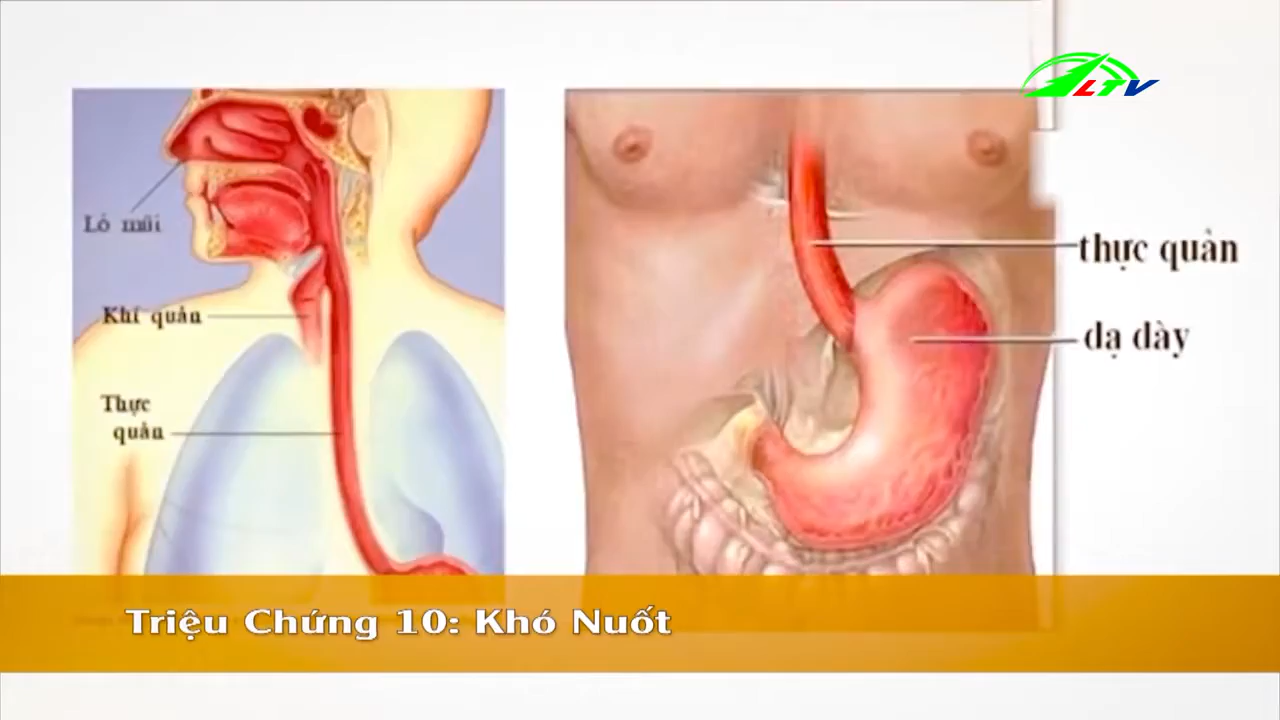 LTV
Lỗ mũi
Khí quản
Thực
quản
thực quản
dạ dày
Triệu Chứng 10: Khó Nuốt